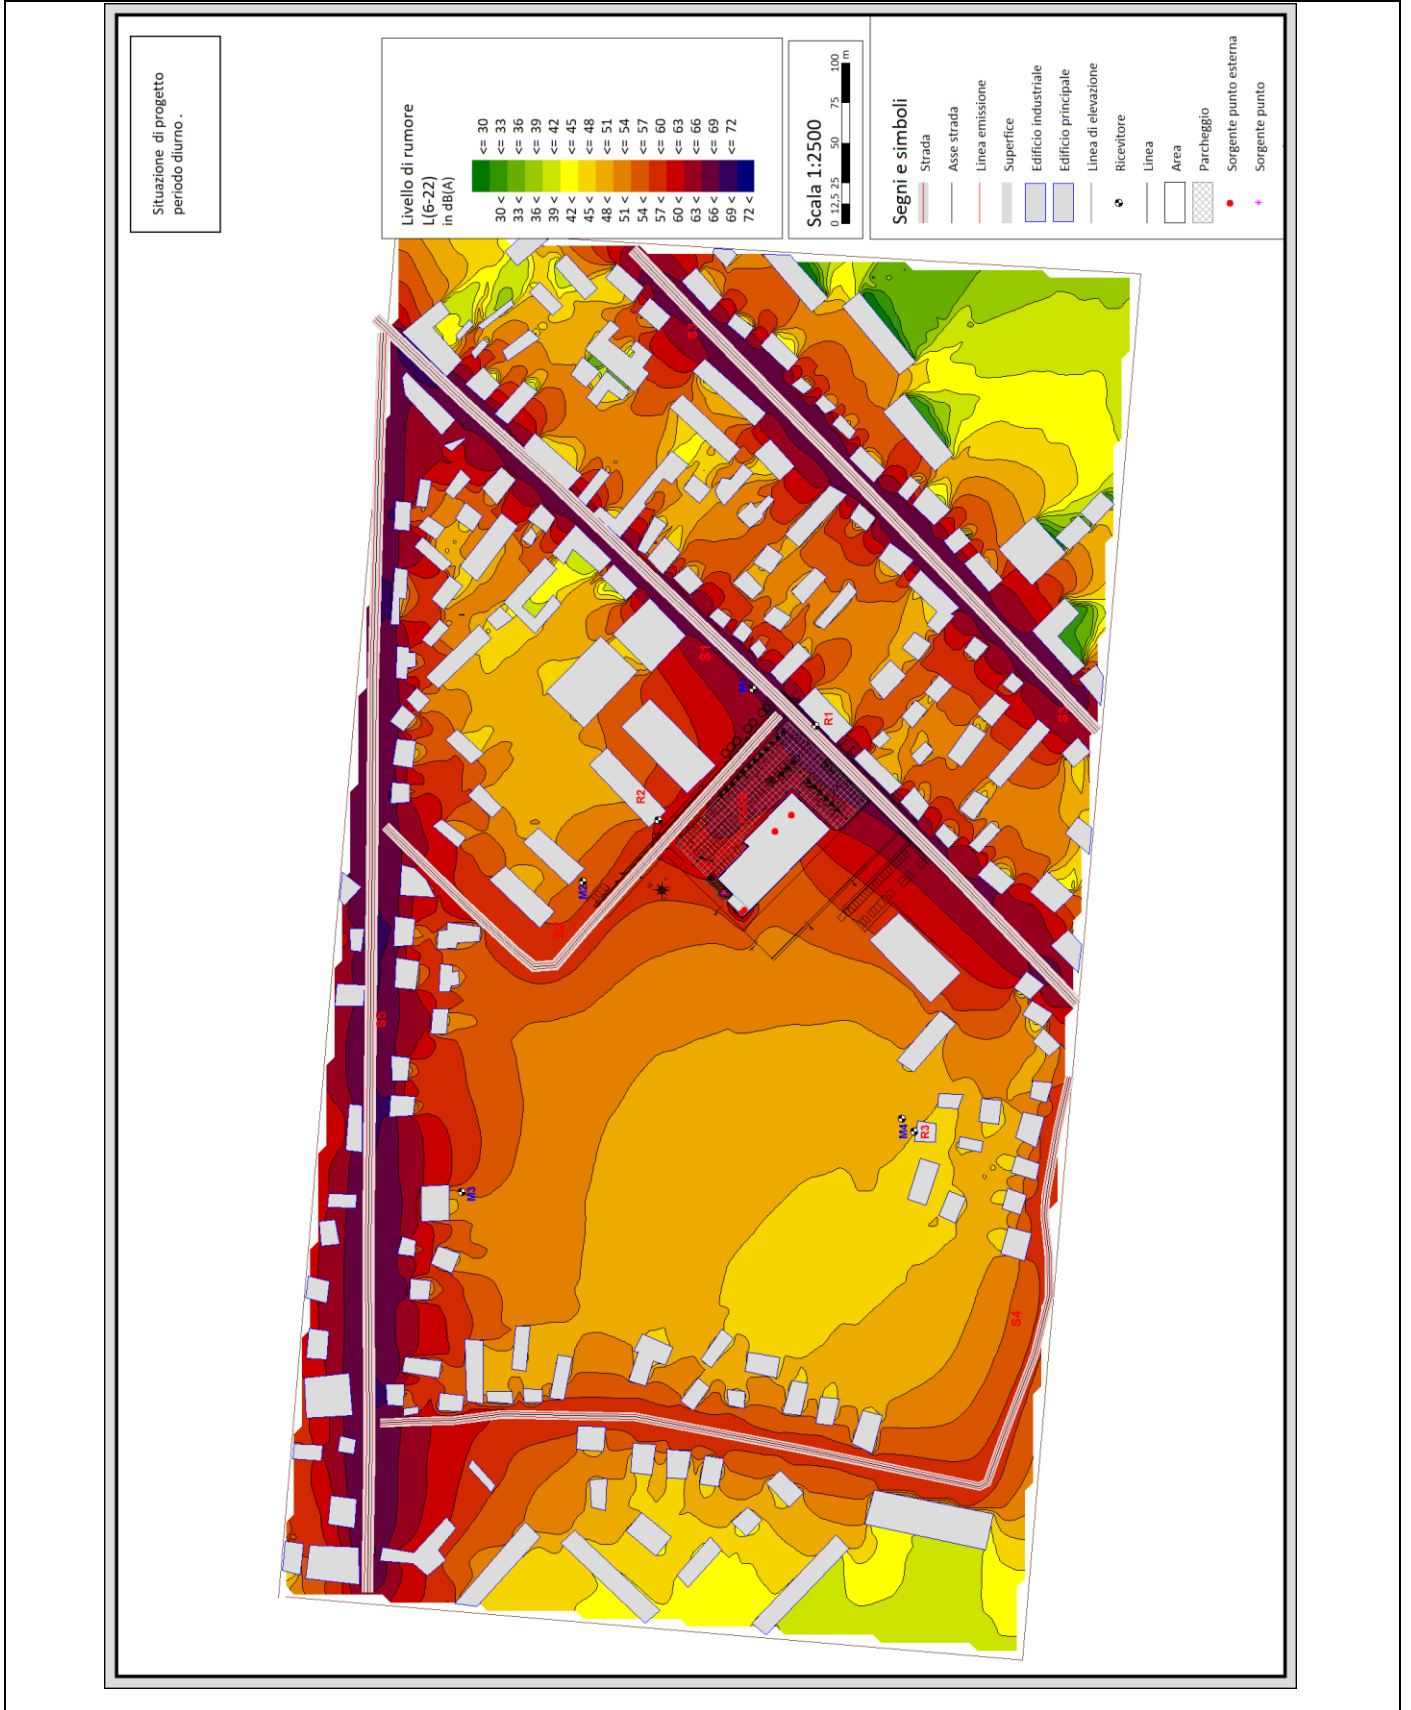 Situazione di progetto
periodo diurno .
Livello di rumore
L(6-22)
in dB(A)
<= 30
30 < <= 33
33 < <= 36
36 < <= 39
39 < <= 42
42 < <= 45
45 < <= 48
48 < <= 51
51 < <= 54
54 < <= 57
57 < <= 60
60 < <= 63
63 < <= 66
66 < <= 69
69 < <= 72
72 <
Scala 1:2500
0 12,5 25 50 75 100
m
Segni e simboli
Strada
Asse strada
Linea emissione
Superfice
Edificio industriale
Edificio principale
Linea di elevazione
Ricevitore
Linea
Area
Parcheggio
Sorgente punto esterna
Sorgente punto
S1
S3
S4
S5
R1
R2
R3
M1
M2
M3
M4